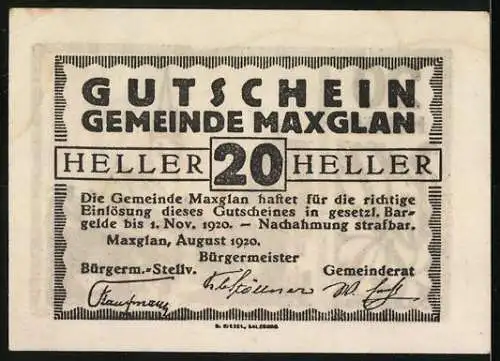 GUTSCHEIN
GEMEINDE MAXGLAN
HELLER 20 HELLER
Die Gemeinde Maxglan haftet für die richtige
Einlösung dieses Gutscheines in gesetzl. Bar-
gelde bis 1. Nov. 1920. — Nachahmung strafbar.
Maxglan, August 1920.
Bürgermeister
Bürgerm.-Stellv. Gemeinderat